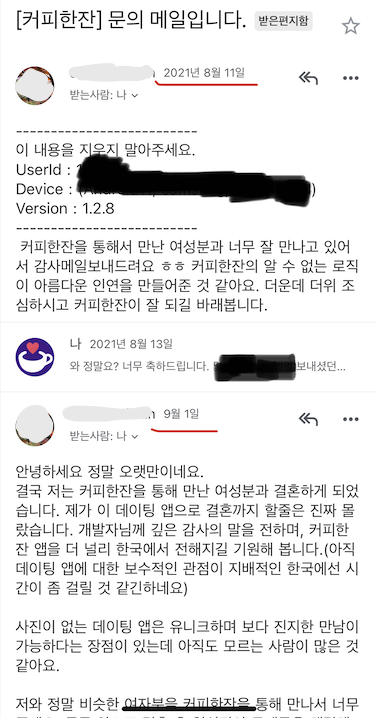 [커피한잔] 문의 메일입니다. 받은편지함
2021년 8월 11일
받는사람: 나
--------------------------
이 내용을 지우지 말아주세요.
UserId :
Device :
Version : 1.2.8
--------------------------
커피한잔을 통해서 만난 여성분과 너무 잘 만나고 있어
서 감사메일보내드려요 ㅎㅎ 커피한잔의 알 수 없는 로직
이 아름다운 인연을 만들어준 것 같아요. 더운데 더위 조
심하시고 커피한잔이 잘 되길 바래봅니다.
나 2021년 8월 13일
와 정말요? 너무 축하드립니다. 보내셨던...
9월 1일
받는사람: 나
안녕하세요 정말 오랫만이네요.
결국 저는 커피한잔을 통해 만난 여성분과 결혼하게 되었
습니다. 제가 이 데이팅 앱으로 결혼까지 할줄은 진짜 몰
랐습니다. 개발자님께 깊은 감사의 말을 전하며, 커피한
잔 앱을 더 널리 한국에서 전해지길 기원해 봅니다.(아직
데이팅 앱에 대한 보수적인 관점이 지배적인 한국에선 시
간이 좀 걸릴 것 같긴하네요)
사진이 없는 데이팅 앱은 유니크하며 보다 진지한 만남이
가능하다는 장점이 있는데 아직도 모르는 사람이 많은 것
같아요.
저와 정말 비슷한 여자분을 커피한잔을 통해 만나서 너무